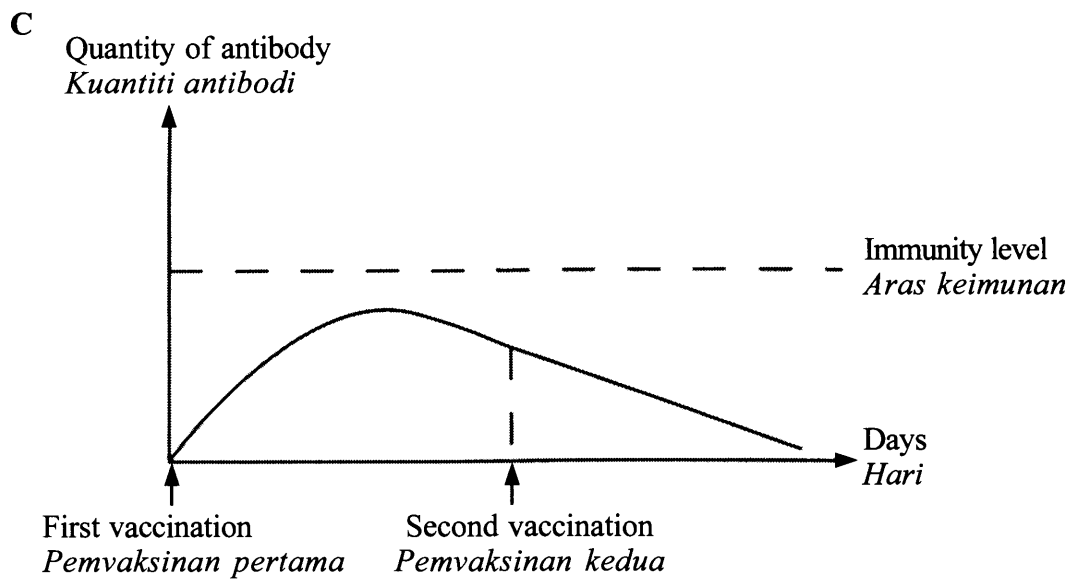 C
Quantity of antibody
Kuantiti antibodi
Immunity level
Aras keimunan
Days
Hari
First vaccination
Pemvaksinan pertama
Second vaccination
Pemvaksinan kedua